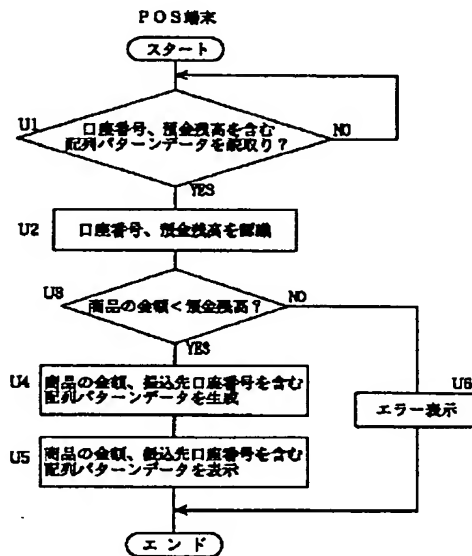 POS端末
スタート
U1
口座番号、預金残高を含む
配列パターンデータを読取り？
NO
YES
U2
口座番号、預金残高を認識
U3
商品の金額＜預金残高？
NO
YES
U4
商品の金額、振込先口座番号を含む
配列パターンデータを生成
U6
エラー表示
U5
商品の金額、振込先口座番号を含む
配列パターンデータを表示
エンド